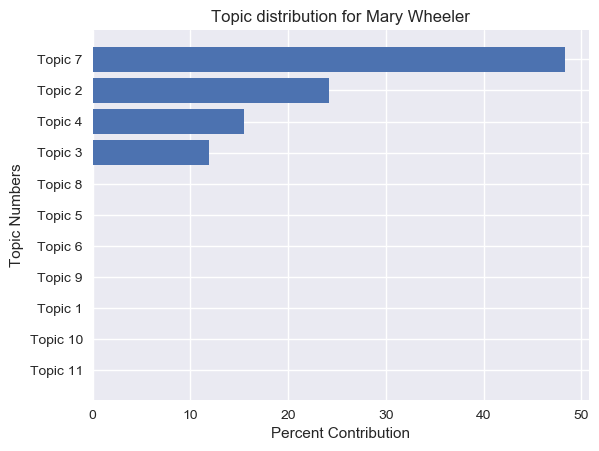 Topic distribution for Mary Wheeler
Topic Numbers
Topic 7
Topic 2
Topic 4
Topic 3
Topic 8
Topic 5
Topic 6
Topic 9
Topic 1
Topic 10
Topic 11
0 10 20 30 40 50
Percent Contribution